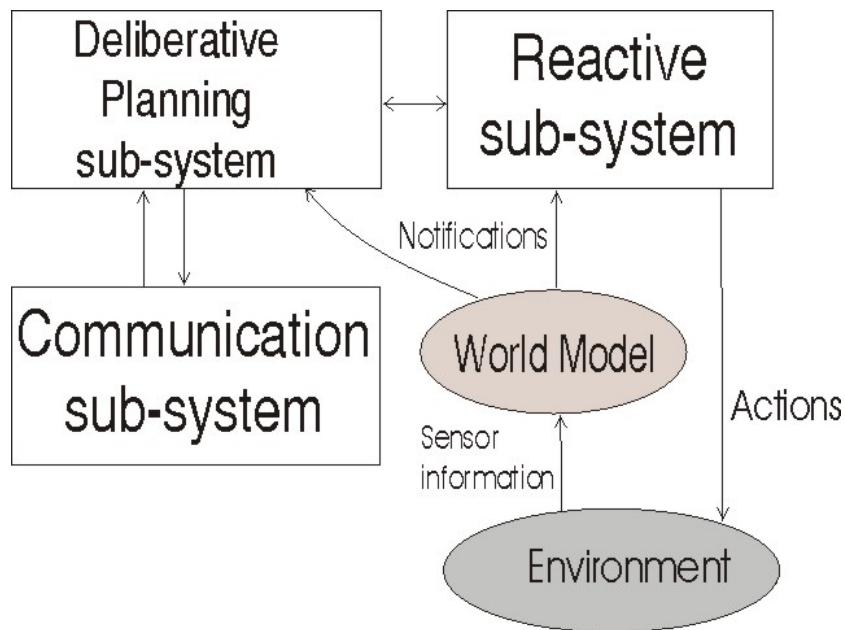 Deliberative
Planning
sub-system
Reactive
sub-system
Notifications
Communication
sub-system
World Model
Actions
Sensor
information
Environment